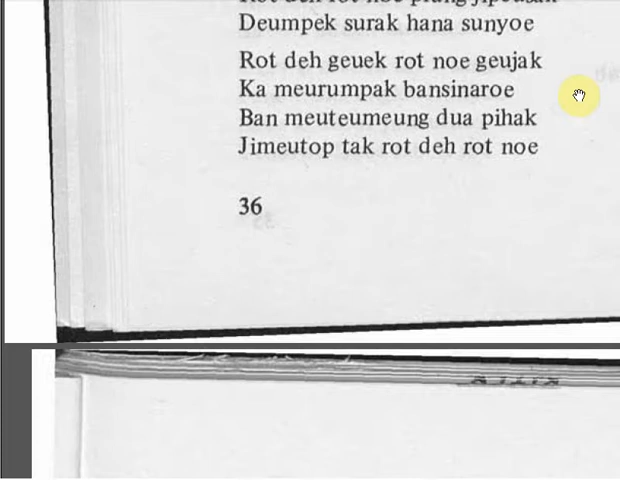 Deumpek surak hana sunyoe
Rot deh geuek rot noe geujak
Ka meurumpak bansinaroe
Ban meuteumeung dua pihak
Jimeutop tak rot deh rot noe
36